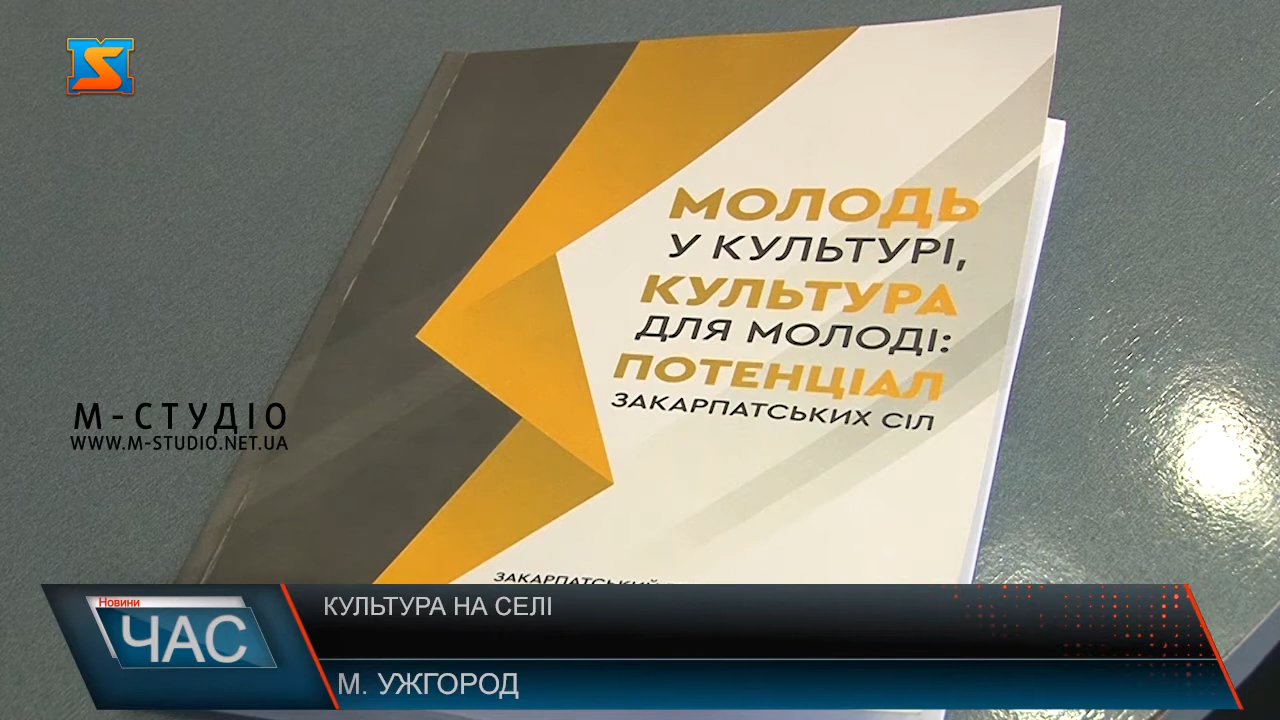 МОЛОДЬ
У КУЛЬТУРІ,
КУЛЬТУРА
ДЛЯ МОЛОДІ:
ПОТЕНЦІАЛ
ЗАКАРПАТСЬКИХ СІЛ
М-СТУДІО
WWW.M-STUDIO.NET.UA
ЗАКАРПАТСЬКИЙ
Новини
ЧАС
КУЛЬТУРА НА СЕЛІ
М. УЖГОРОД